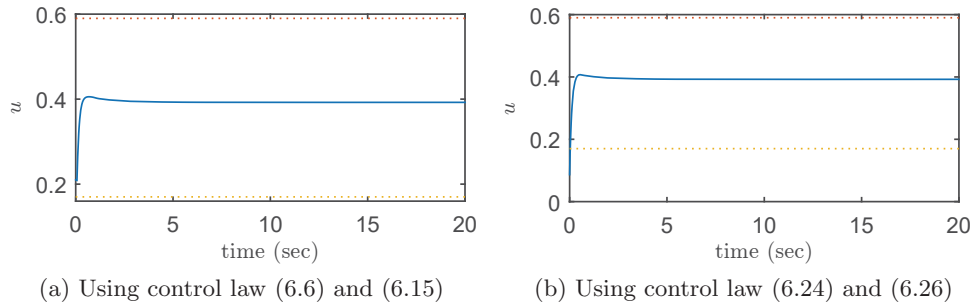 0.6
0.4
0.2
u
0 5 10 15 20
time (sec)
(a) Using control law (6.6) and (6.15)
0.6
0.4
0.2
0
u
0 5 10 15 20
time (sec)
(b) Using control law (6.24) and (6.26)